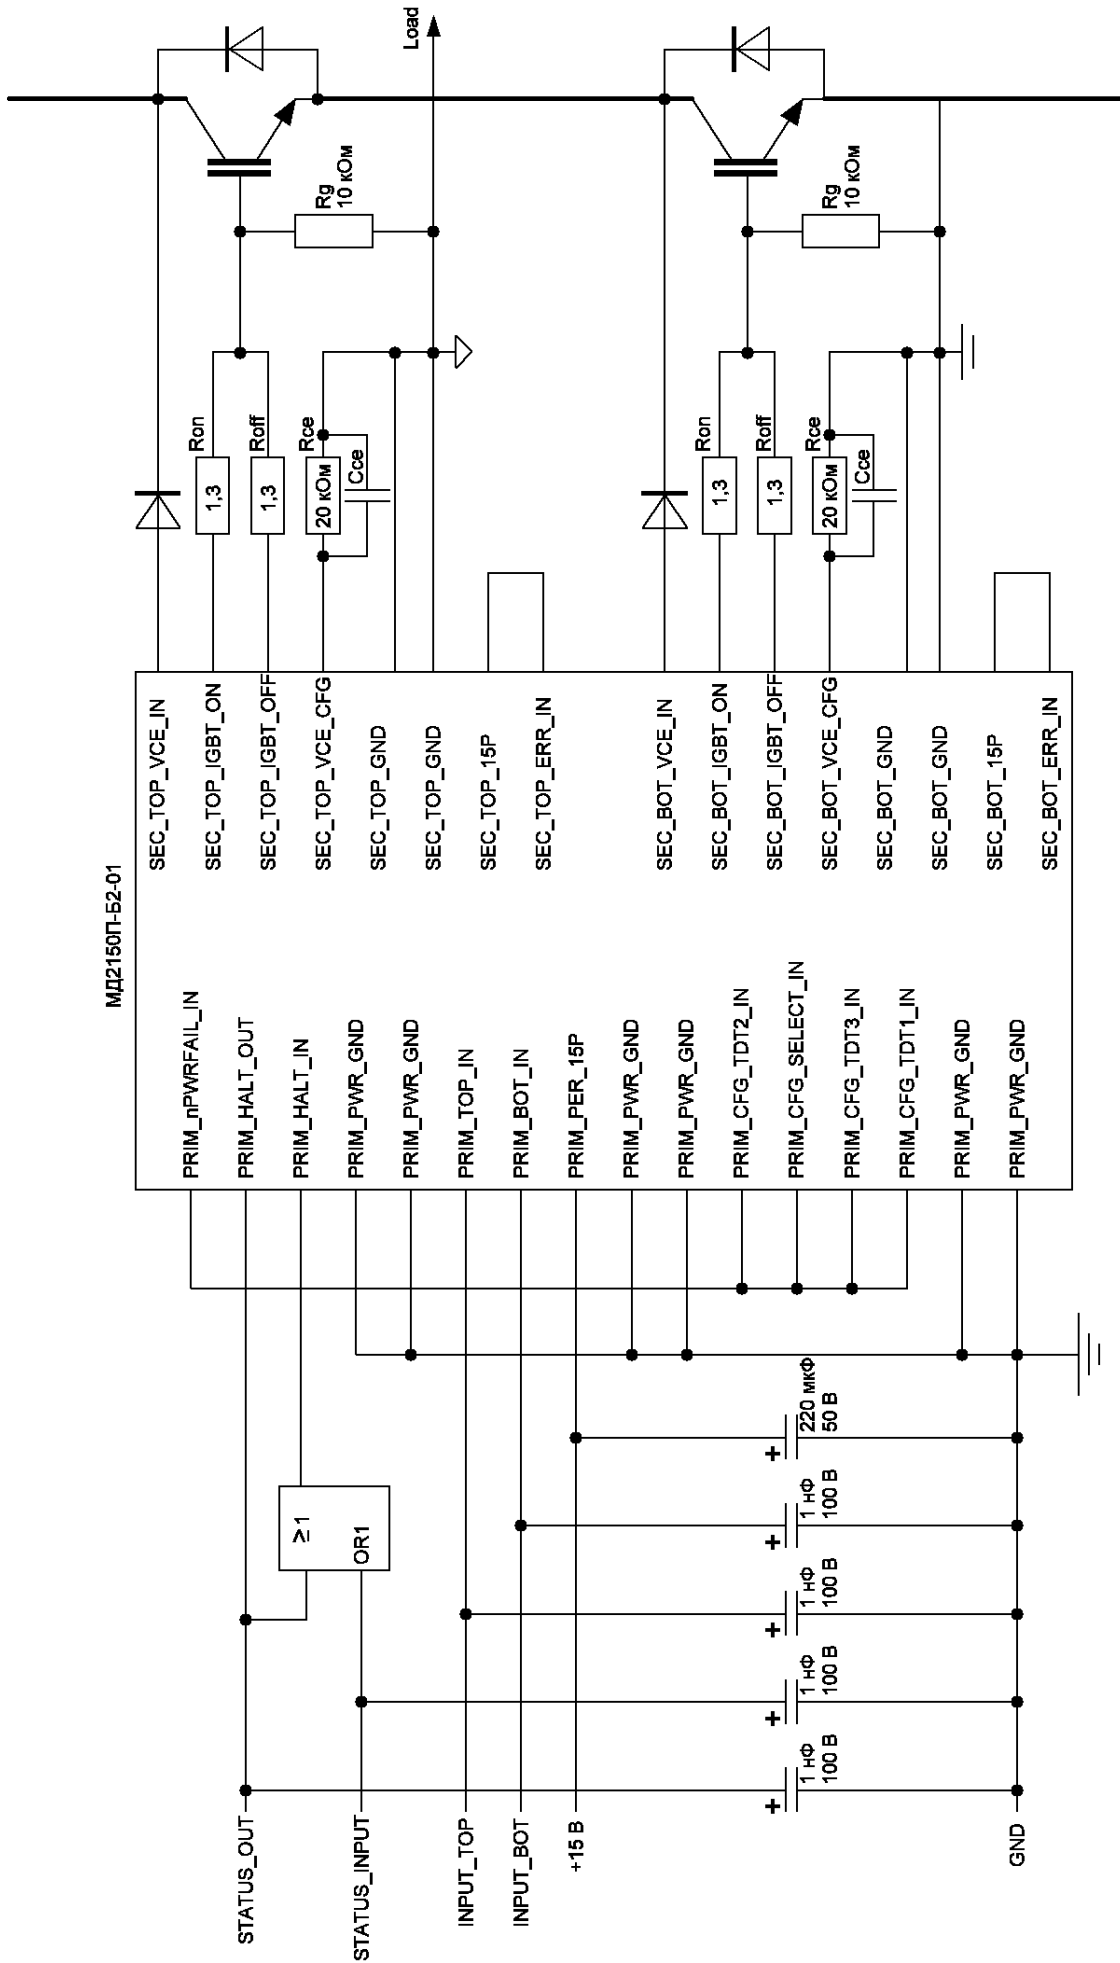 МД2150П-Б2-01
STATUS_OUT
STATUS_INPUT
INPUT_TOP
INPUT_BOT
+15 В
GND
≥1
OR1
+
1 нФ
100 В
+
1 нФ
100 В
+
1 нФ
100 В
+
1 нФ
100 В
+
220 мкФ
50 В
PRIM_nPWRFAIL_IN
PRIM_HALT_OUT
PRIM_HALT_IN
PRIM_PWR_GND
PRIM_PWR_GND
PRIM_TOP_IN
PRIM_BOT_IN
PRIM_PER_15P
PRIM_PWR_GND
PRIM_PWR_GND
PRIM_CFG_TDT2_IN
PRIM_CFG_SELECT_IN
PRIM_CFG_TDT3_IN
PRIM_CFG_TDT1_IN
PRIM_PWR_GND
PRIM_PWR_GND
SEC_TOP_VCE_IN
SEC_TOP_IGBT_ON
SEC_TOP_IGBT_OFF
SEC_TOP_VCE_CFG
SEC_TOP_GND
SEC_TOP_GND
SEC_TOP_15P
SEC_TOP_ERR_IN
SEC_BOT_VCE_IN
SEC_BOT_IGBT_ON
SEC_BOT_IGBT_OFF
SEC_BOT_VCE_CFG
SEC_BOT_GND
SEC_BOT_GND
SEC_BOT_15P
SEC_BOT_ERR_IN
Ron
1,3
Roff
1,3
Rce
20 кОм
Cce
Rg
10 кОм
Load
Ron
1,3
Roff
1,3
Rce
20 кОм
Cce
Rg
10 кОм